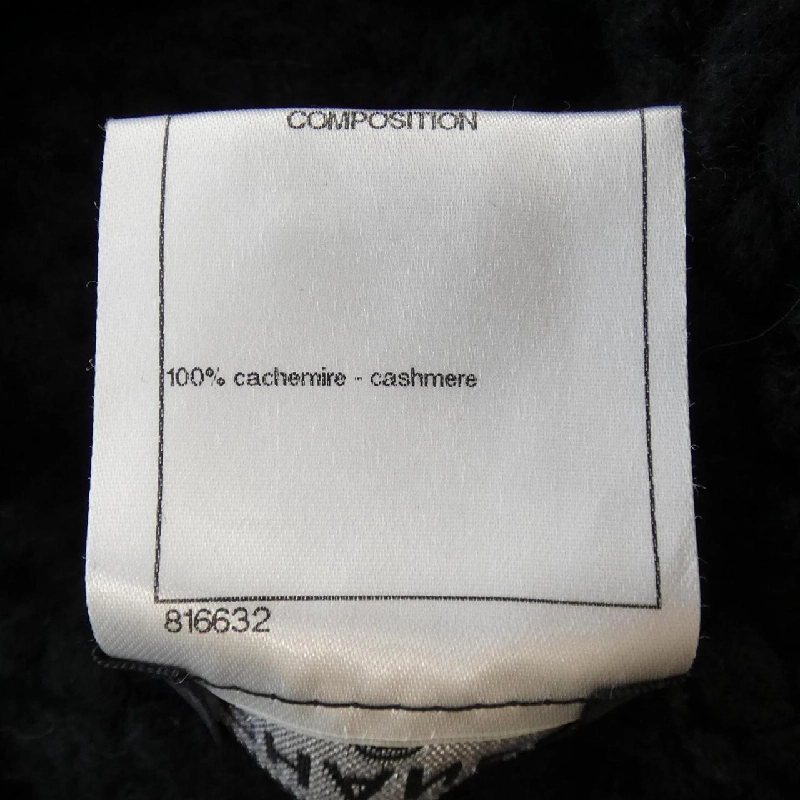 COMPOSITION
100% cachemire - cashmere
816632